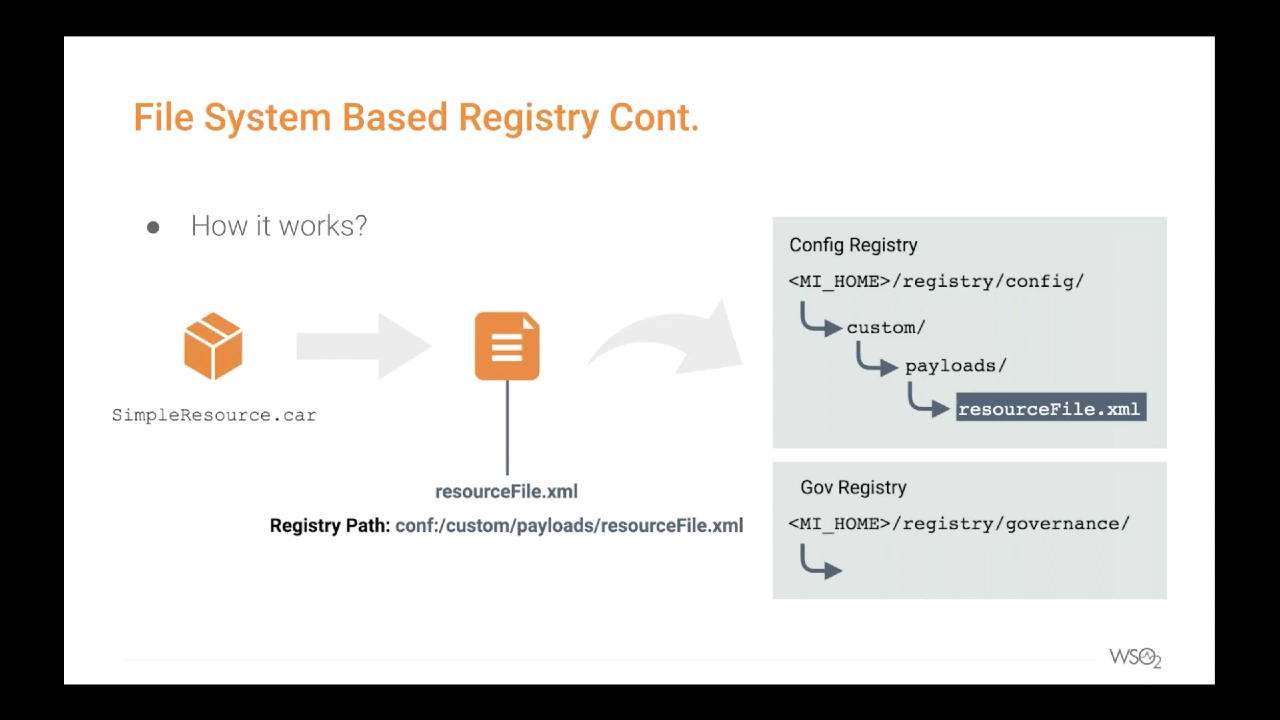 File System Based Registry Cont.
● How it works?
SimpleResource.car
resourceFile.xml
Registry Path: conf:/custom/payloads/resourceFile.xml
Config Registry
<MI_HOME>/registry/config/
custom/
payloads/
resourceFile.xml
Gov Registry
<MI_HOME>/registry/governance/
WSO2